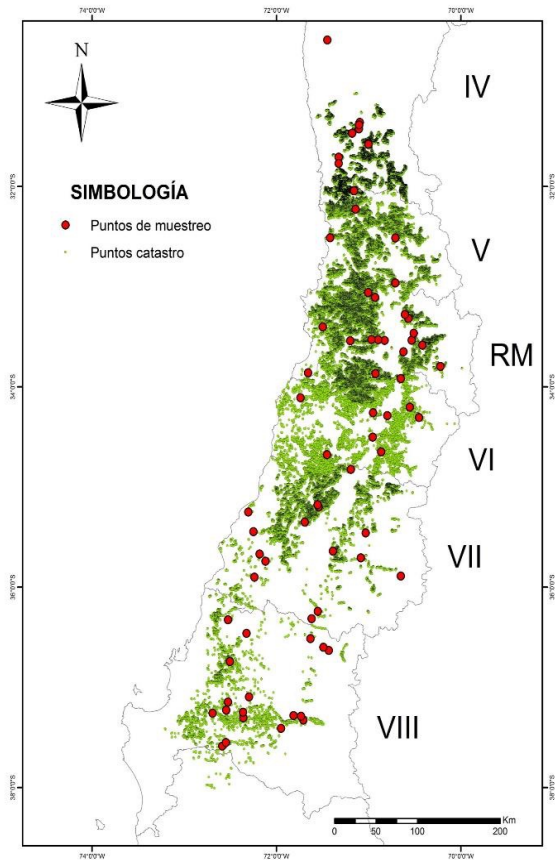 74°0'0"W 72°0'0"W 70°0'0"W
N
IV
32°0'0"S 32°0'0"S
SIMBOLOGÍA
Puntos de muestreo
Puntos catastro
V
RM
34°0'0"S 34°0'0"S
VI
VII
36°0'0"S 36°0'0"S
VIII
38°0'0"S 38°0'0"S
Km
0 50 100 200
74°0'0"W 72°0'0"W 70°0'0"W